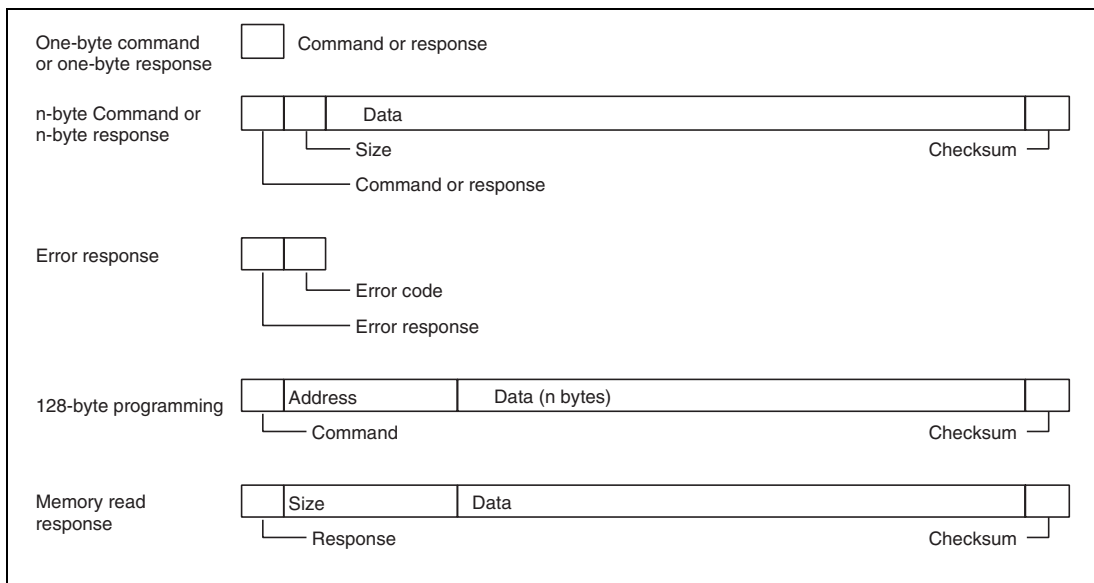 One-byte command
or one-byte response
Command or response
n-byte Command or
n-byte response
Data
Size
Checksum
Command or response
Error response
Error code
Error response
128-byte programming
Address
Data (n bytes)
Command
Checksum
Memory read
response
Size
Data
Response
Checksum